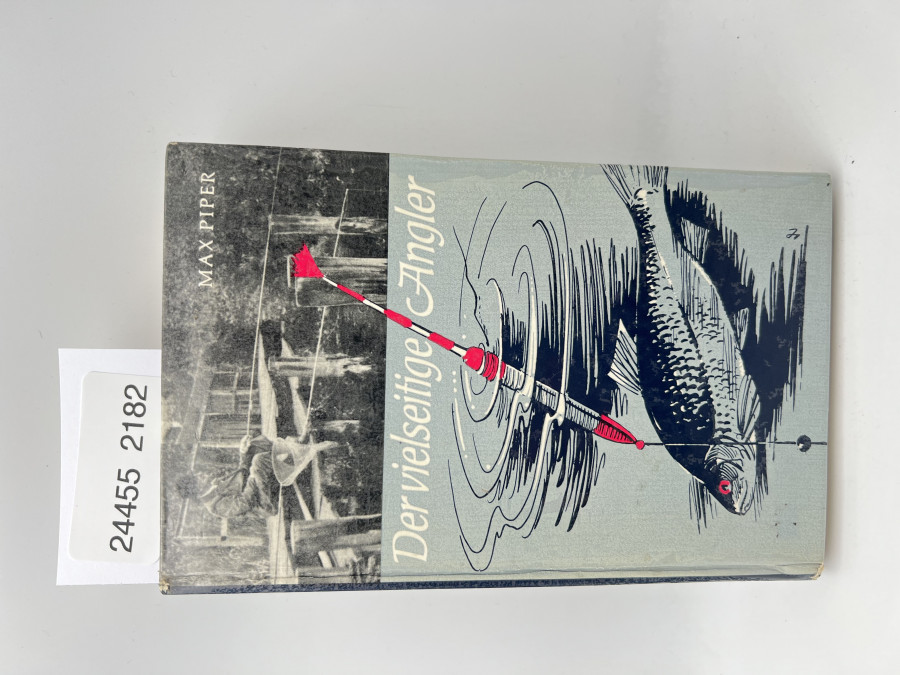 MAX PIPER
Der vielseitige Angler
24455 2182